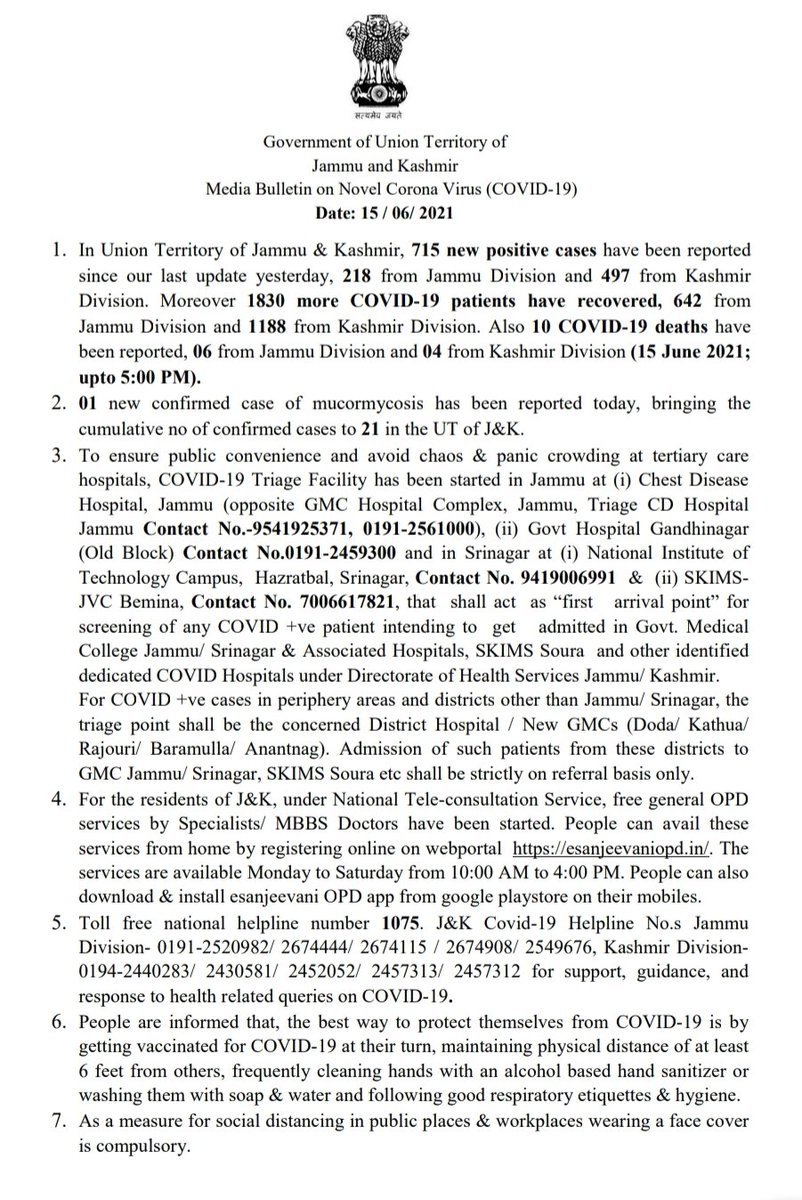 सत्यमेव जयते
Government of Union Territory of
Jammu and Kashmir
Media Bulletin on Novel Corona Virus (COVID-19)
Date: 15 / 06/ 2021
1. In Union Territory of Jammu & Kashmir, 715 new positive cases have been reported
since our last update yesterday, 218 from Jammu Division and 497 from Kashmir
Division. Moreover 1830 more COVID-19 patients have recovered, 642 from
Jammu Division and 1188 from Kashmir Division. Also 10 COVID-19 deaths have
been reported, 06 from Jammu Division and 04 from Kashmir Division (15 June 2021;
upto 5:00 PM).
2. 01 new confirmed case of mucormycosis has been reported today, bringing the
cumulative no of confirmed cases to 21 in the UT of J&K.
3. To ensure public convenience and avoid chaos & panic crowding at tertiary care
hospitals, COVID-19 Triage Facility has been started in Jammu at (i) Chest Disease
Hospital, Jammu (opposite GMC Hospital Complex, Jammu, Triage CD Hospital
Jammu Contact No.-9541925371, 0191-2561000), (ii) Govt Hospital Gandhinagar
(Old Block) Contact No.0191-2459300 and in Srinagar at (i) National Institute of
Technology Campus, Hazratbal, Srinagar, Contact No. 9419006991 & (ii) SKIMS-
JVC Bemina, Contact No. 7006617821, that shall act as “first arrival point” for
screening of any COVID +ve patient intending to get admitted in Govt. Medical
College Jammu/ Srinagar & Associated Hospitals, SKIMS Soura and other identified
dedicated COVID Hospitals under Directorate of Health Services Jammu/ Kashmir.
For COVID +ve cases in periphery areas and districts other than Jammu/ Srinagar, the
triage point shall be the concerned District Hospital / New GMCs (Doda/ Kathua/
Rajouri/ Baramulla/ Anantnag). Admission of such patients from these districts to
GMC Jammu/ Srinagar, SKIMS Soura etc shall be strictly on referral basis only.
4. For the residents of J&K, under National Tele-consultation Service, free general OPD
services by Specialists/ MBBS Doctors have been started. People can avail these
services from home by registering online on webportal https://esanjeevaniopd.in/. The
services are available Monday to Saturday from 10:00 AM to 4:00 PM. People can also
download & install esanjeevani OPD app from google playstore on their mobiles.
5. Toll free national helpline number 1075. J&K Covid-19 Helpline No.s Jammu
Division- 0191-2520982/ 2674444/ 2674115 / 2674908/ 2549676, Kashmir Division-
0194-2440283/ 2430581/ 2452052/ 2457313/ 2457312 for support, guidance, and
response to health related queries on COVID-19.
6. People are informed that, the best way to protect themselves from COVID-19 is by
getting vaccinated for COVID-19 at their turn, maintaining physical distance of at least
6 feet from others, frequently cleaning hands with an alcohol based hand sanitizer or
washing them with soap & water and following good respiratory etiquettes & hygiene.
7. As a measure for social distancing in public places & workplaces wearing a face cover
is compulsory.